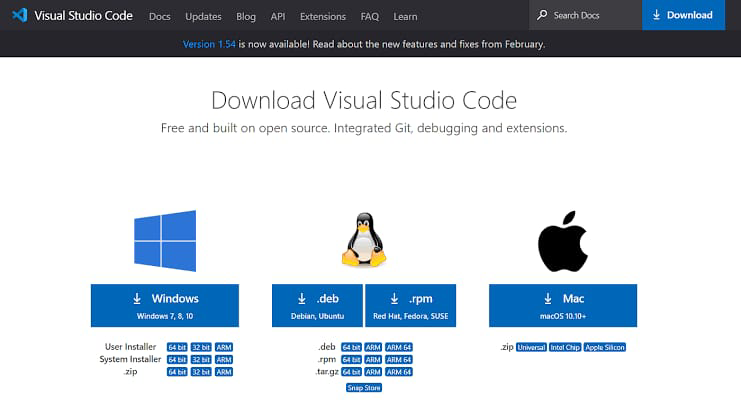 Visual Studio Code Docs Updates Blog API Extensions FAQ Learn Search Docs Download
Version 1.54 is now available! Read about the new features and fixes from February.
Download Visual Studio Code
Free and built on open source. Integrated Git, debugging and extensions.
Windows
Windows 7, 8, 10
User Installer 64 bit 32 bit ARM
System Installer 64 bit 32 bit ARM
.zip 64 bit 32 bit ARM
.deb
Debian, Ubuntu
.rpm
Red Hat, Fedora, SUSE
.deb 64 bit ARM ARM 64
.rpm 64 bit ARM ARM 64
.tar.gz 64 bit ARM ARM 64
Snap Store
Mac
macOS 10.10+
.zip Universal Intel Chip Apple Silicon